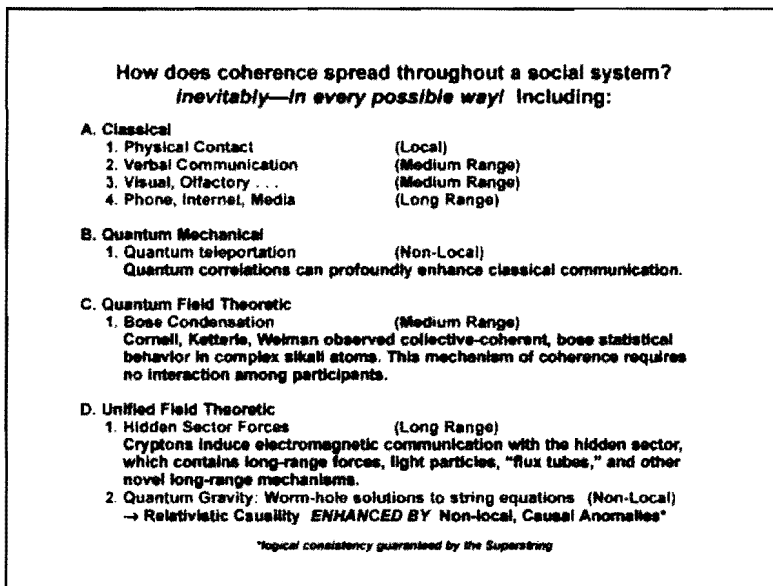 How does coherence spread throughout a social system?
Inevitably—in every possible way! Including:
A. Classical
1. Physical Contact (Local)
2. Verbal Communication (Medium Range)
3. Visual, Olfactory . . . (Medium Range)
4. Phone, Internet, Media (Long Range)
B. Quantum Mechanical
1. Quantum teleportation (Non-Local)
Quantum correlations can profoundly enhance classical communication.
C. Quantum Field Theoretic
1. Bose Condensation (Medium Range)
Cornell, Ketterle, Weiman observed collective-coherent, bose statistical
behavior in complex alkali atoms. This mechanism of coherence requires
no interaction among participants.
D. Unified Field Theoretic
1. Hidden Sector Forces (Long Range)
Cryptons induce electromagnetic communication with the hidden sector,
which contains long-range forces, light particles, "flux tubes," and other
novel long-range mechanisms.
2. Quantum Gravity: Worm-hole solutions to string equations (Non-Local)
→ Relativistic Causility ENHANCED BY Non-local, Causal Anomalies*
*logical consistency guaranteed by the Superstring